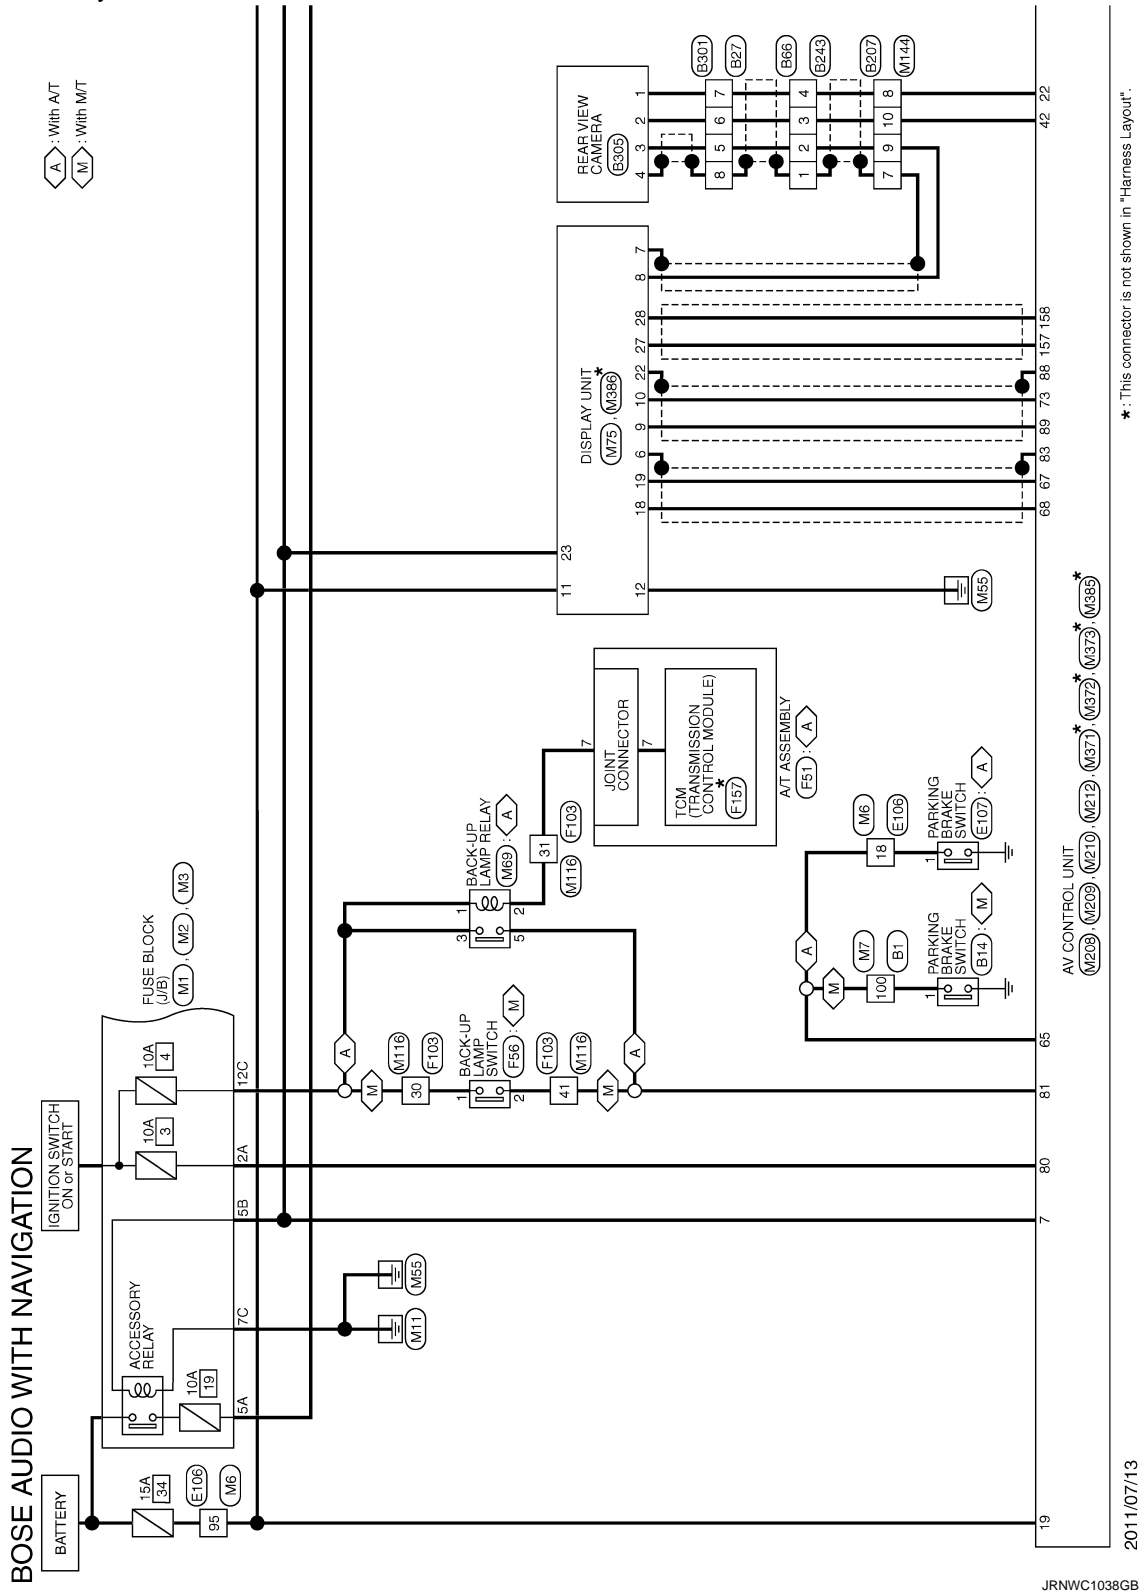 BOSE AUDIO WITH NAVIGATION
BATTERY
15A
34
E106
M6
95
IGNITION SWITCH
ON or START
ACCESSORY
RELAY
10A
19
10A
3
10A
4
FUSE BLOCK
(J/B)
M1 , M2 , M3
5A
7C
5B
2A
12C
M11
M55
A : With A/T
M : With M/T
A
M
M116
F103
30
BACK-UP
LAMP
SWITCH
F56 : M
1
2
F103
M116
41
M
A
BACK-UP
LAMP RELAY
M69 : A
1
3
2
5
M116
F103
31
7
JOINT
CONNECTOR
7
TCM
(TRANSMISSION
CONTROL MODULE)
*
F157
A/T ASSEMBLY
F51 : A
A
M
M7
B1
100
PARKING
BRAKE
SWITCH
B14 : M
1
M6
E106
18
PARKING
BRAKE
SWITCH
E107 : A
1
DISPLAY UNIT
M75 , M386*
11
23
12
18
19
6
9
10
22
27
28
8
7
M55
REAR VIEW
CAMERA
B305
4
3
2
1
8
5
6
7
B301
B27
1
2
3
4
B66
B243
7
9
10
8
B207
M144
19
7
80
81
65
68
67
83
89
73
88
157
158
42
22
AV CONTROL UNIT
M208 , M209 , M210 , M212 , M371* , M372* , M373* , M385*
* : This connector is not shown in "Harness Layout".
2011/07/13
JRNWC1038GB